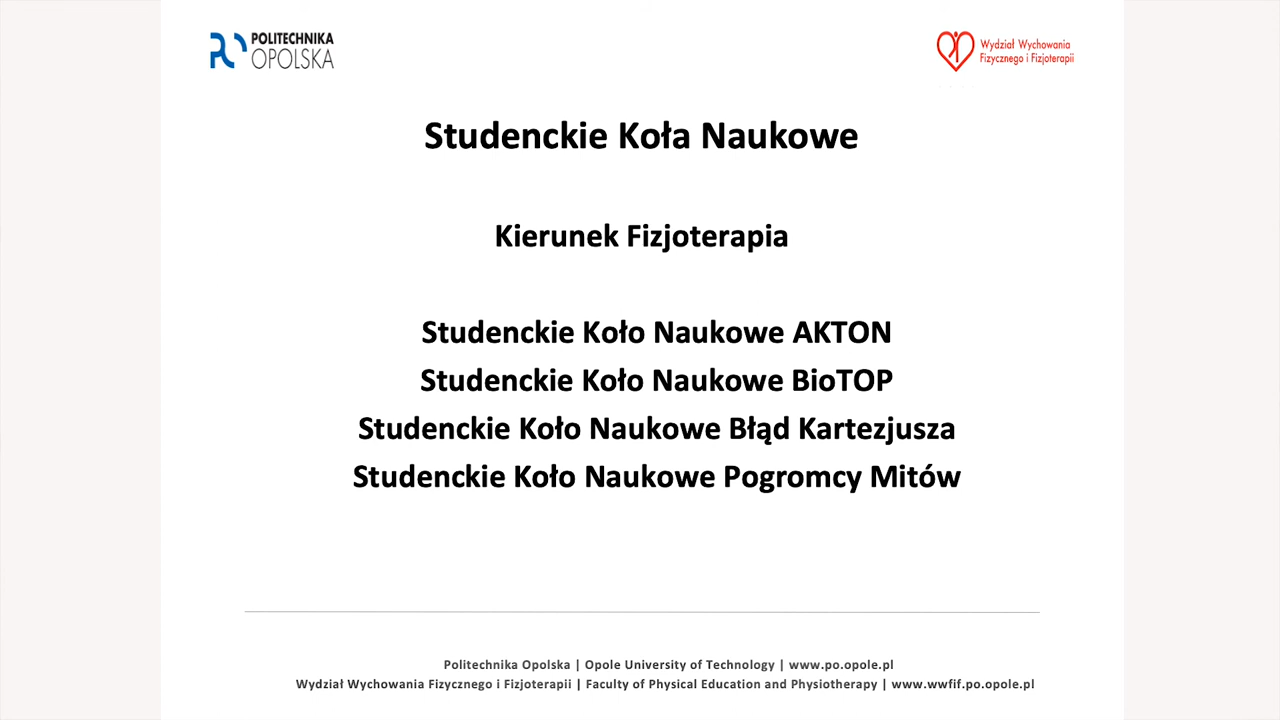 POLITECHNIKA
OPOLSKA
Wydział Wychowania
Fizycznego i Fizjoterapii
Studenckie Koła Naukowe
Kierunek Fizjoterapia
Studenckie Koło Naukowe AKTON
Studenckie Koło Naukowe BioTOP
Studenckie Koło Naukowe Błąd Kartezjusza
Studenckie Koło Naukowe Pogromcy Mitów
Politechnika Opolska | Opole University of Technology | www.po.opole.pl
Wydział Wychowania Fizycznego i Fizjoterapii | Faculty of Physical Education and Physiotherapy | www.wwfif.po.opole.pl